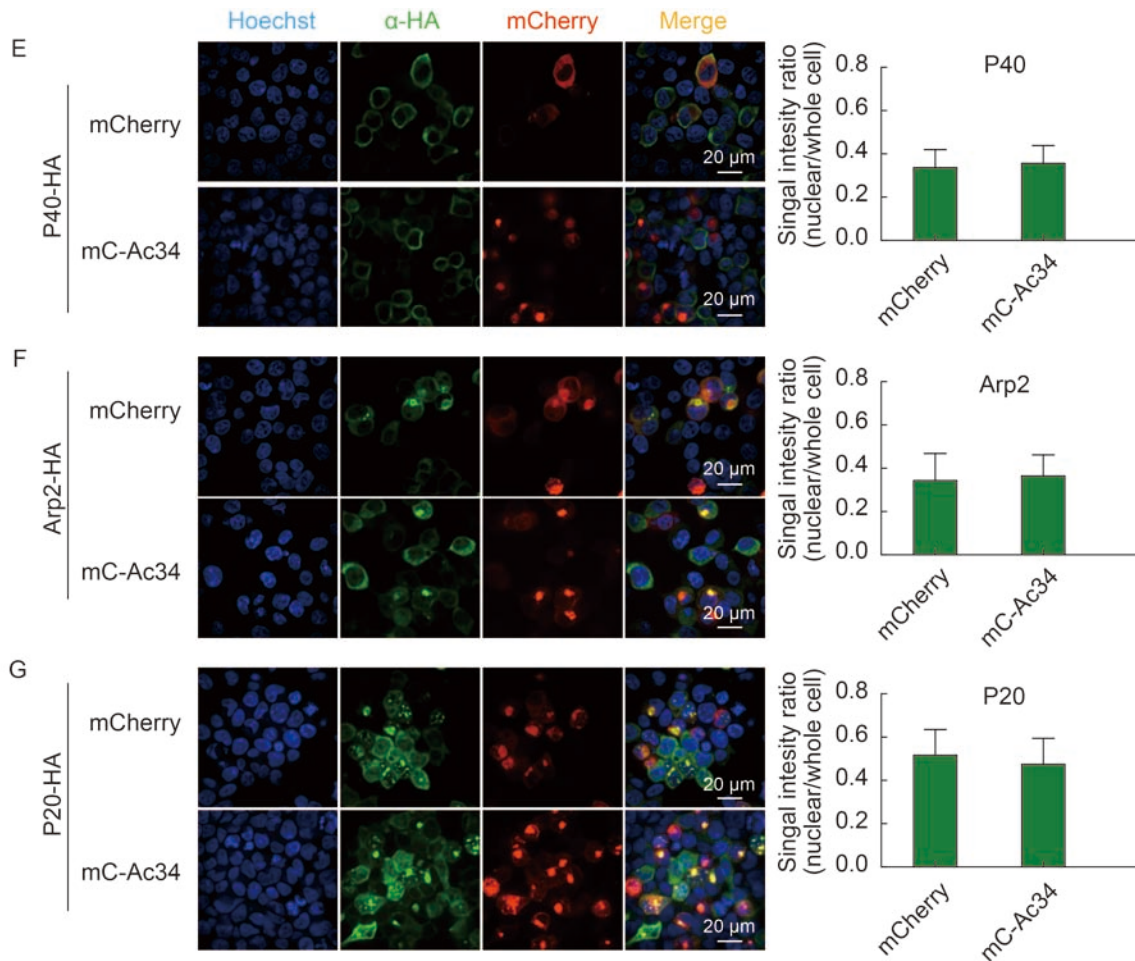 Hoechst α-HA mCherry Merge
E
P40-HA
mCherry
20 µm
mC-Ac34
20 µm
P40
Singal intesity ratio
(nuclear/whole cell)
0.8
0.6
0.4
0.2
0.0
mCherry
mC-Ac34
F
Arp2-HA
mCherry
20 µm
mC-Ac34
20 µm
Arp2
Singal intesity ratio
(nuclear/whole cell)
0.8
0.6
0.4
0.2
0.0
mCherry
mC-Ac34
G
P20-HA
mCherry
20 µm
mC-Ac34
20 µm
P20
Singal intesity ratio
(nuclear/whole cell)
0.8
0.6
0.4
0.2
0.0
mCherry
mC-Ac34